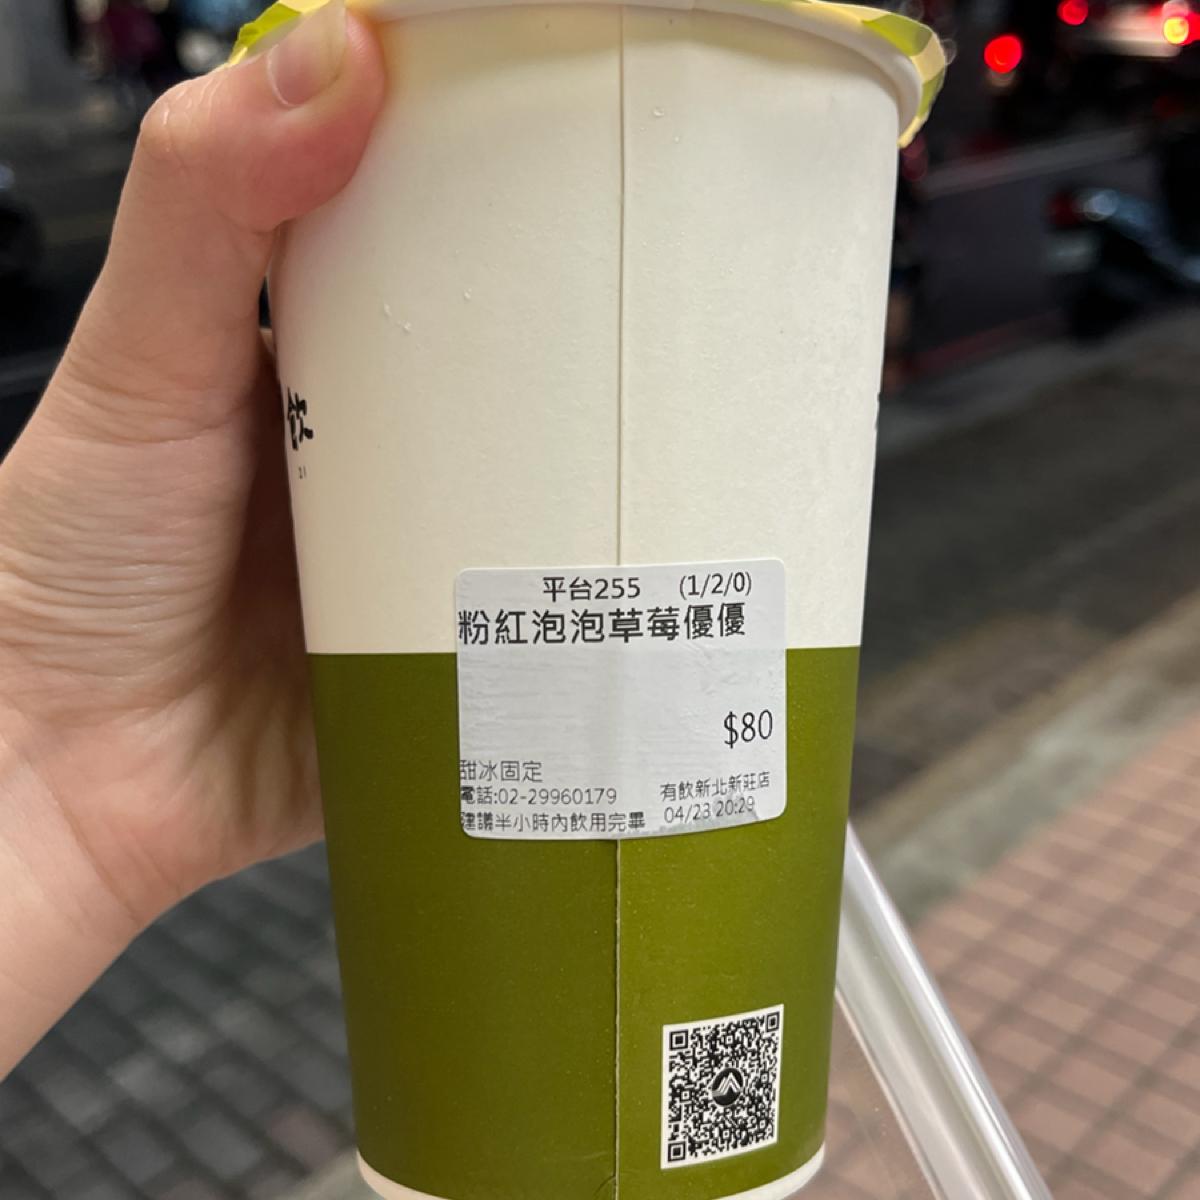 飲
21
平台255 (1/2/0)
粉紅泡泡草莓優優
$80
甜冰固定
電話:02-29960179 有飲新北新莊店
建議半小時內飲用完畢 04/23 20:29